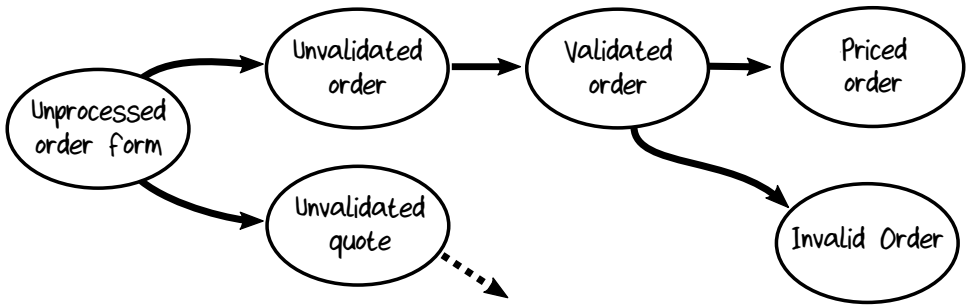 Unprocessed
order form
Unvalidated
order
Validated
order
Priced
order
Unvalidated
quote
Invalid Order